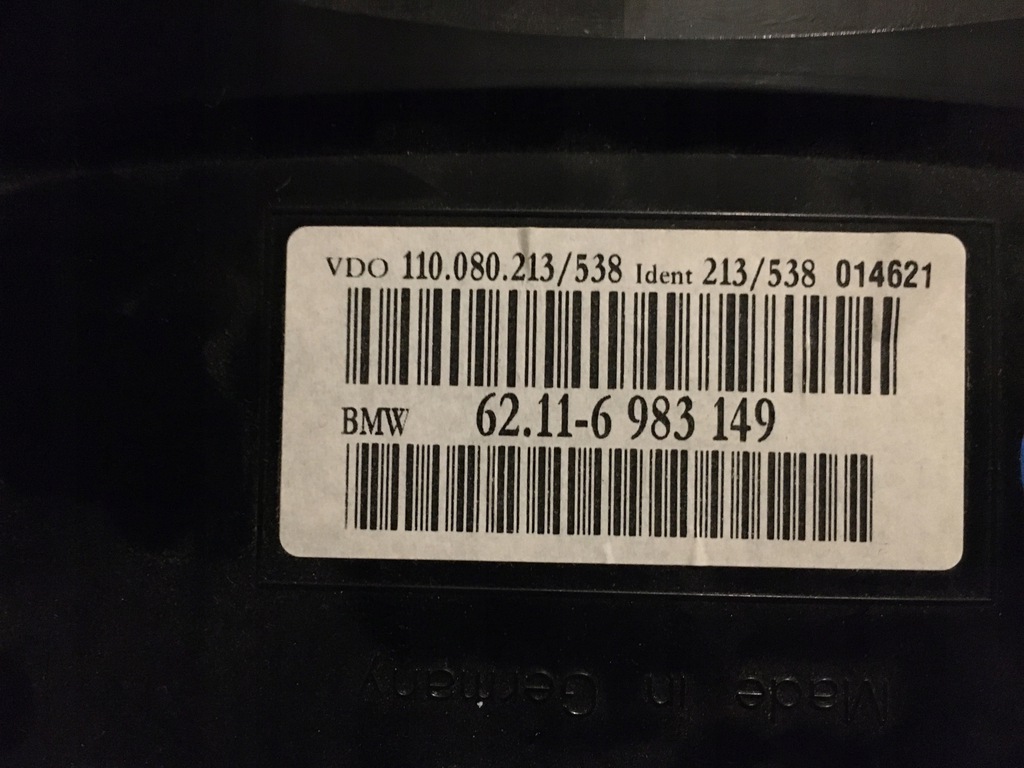 VDO 110.080.213/538 Ident 213/538 014621
BMW 62.11-6 983 149
Made in Germany